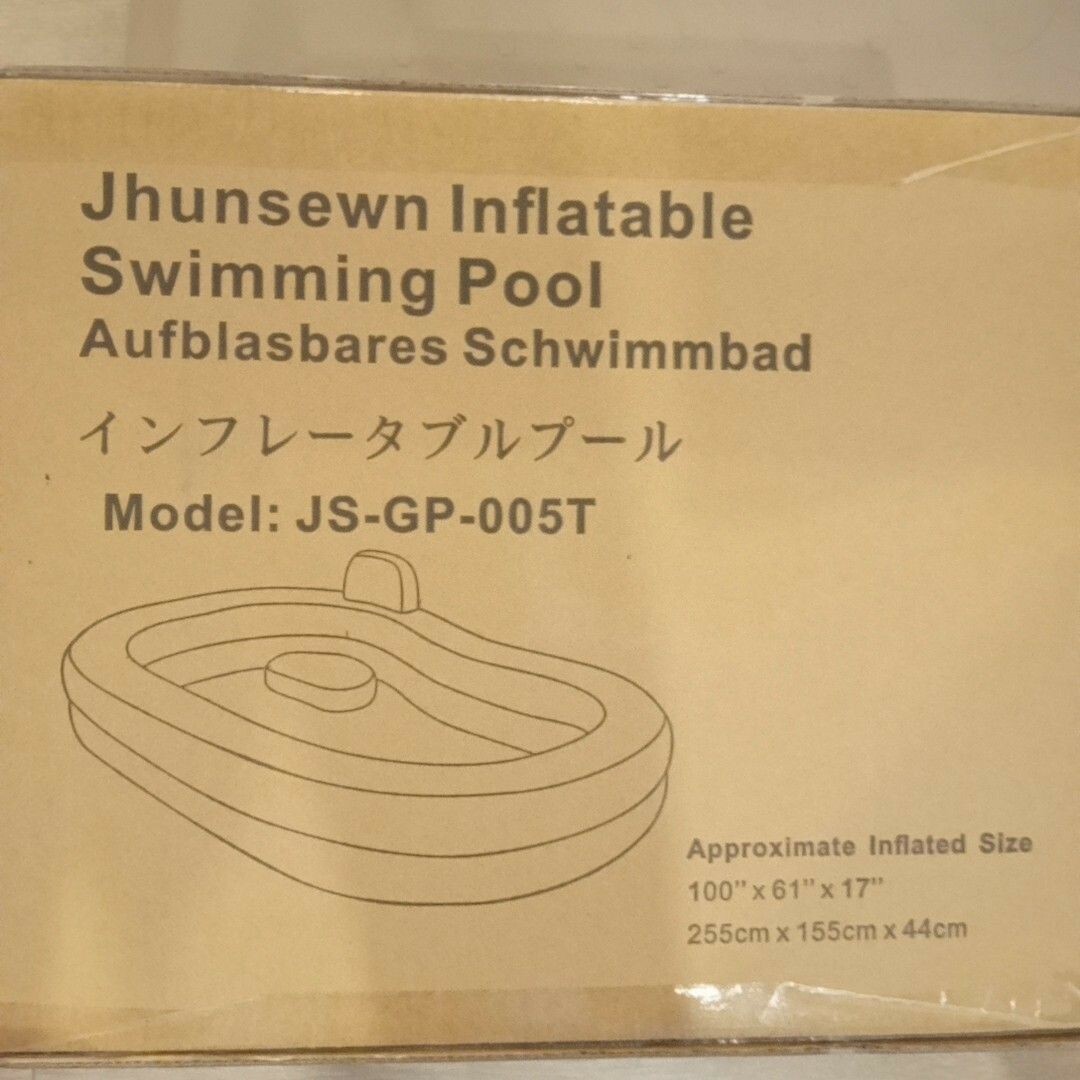 Jhunsewn Inflatable
Swimming Pool
Aufblasbares Schwimmbad
インフレータブルプール
Model: JS-GP-005T
Approximate Inflated Size
100" x 61" x 17"
255cm x 155cm x 44cm